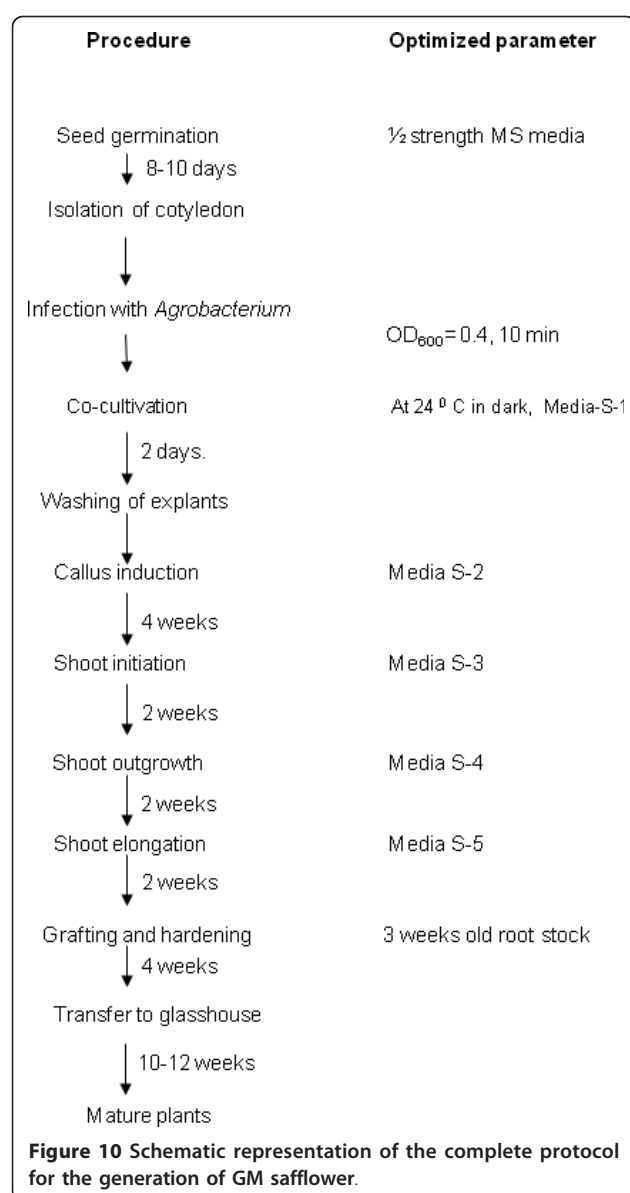 Procedure Optimized parameter
Seed germination ½ strength MS media
8-10 days
Isolation of cotyledon
Infection with Agrobacterium
OD600= 0.4, 10 min
Co-cultivation At 24 ⁰ C in dark, Media-S-1
2 days.
Washing of explants
Callus induction Media S-2
4 weeks
Shoot initiation Media S-3
2 weeks
Shoot outgrowth Media S-4
2 weeks
Shoot elongation Media S-5
2 weeks
Grafting and hardening 3 weeks old root stock
4 weeks
Transfer to glasshouse
10-12 weeks
Mature plants
Figure 10 Schematic representation of the complete protocol
for the generation of GM safflower.